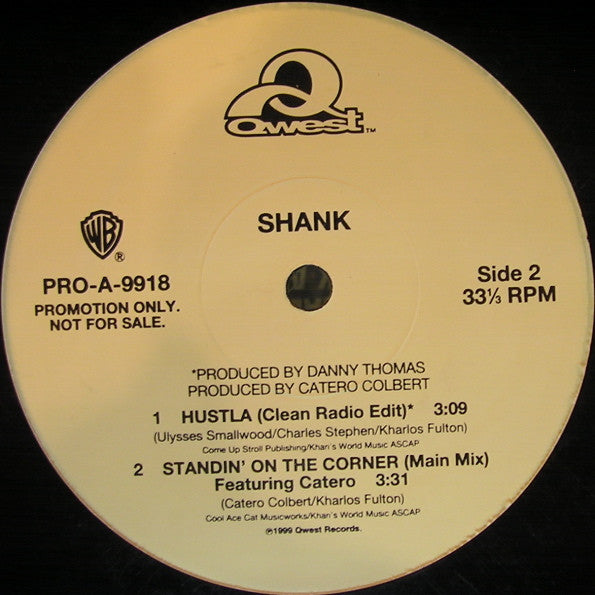 Qwest™
SHANK
WB®
PRO-A-9918
PROMOTION ONLY.
NOT FOR SALE.
Side 2
33⅓ RPM
*PRODUCED BY DANNY THOMAS
PRODUCED BY CATERO COLBERT
1 HUSTLA (Clean Radio Edit)* 3:09
(Ulysses Smallwood/Charles Stephen/Kharlos Fulton)
Come Up Stroll Publishing/Khan's World Music ASCAP
2 STANDIN' ON THE CORNER (Main Mix)
Featuring Catero 3:31
(Catero Colbert/Kharlos Fulton)
Cool Ace Cat Musicworks/Khan's World Music ASCAP
℗1999 Qwest Records.